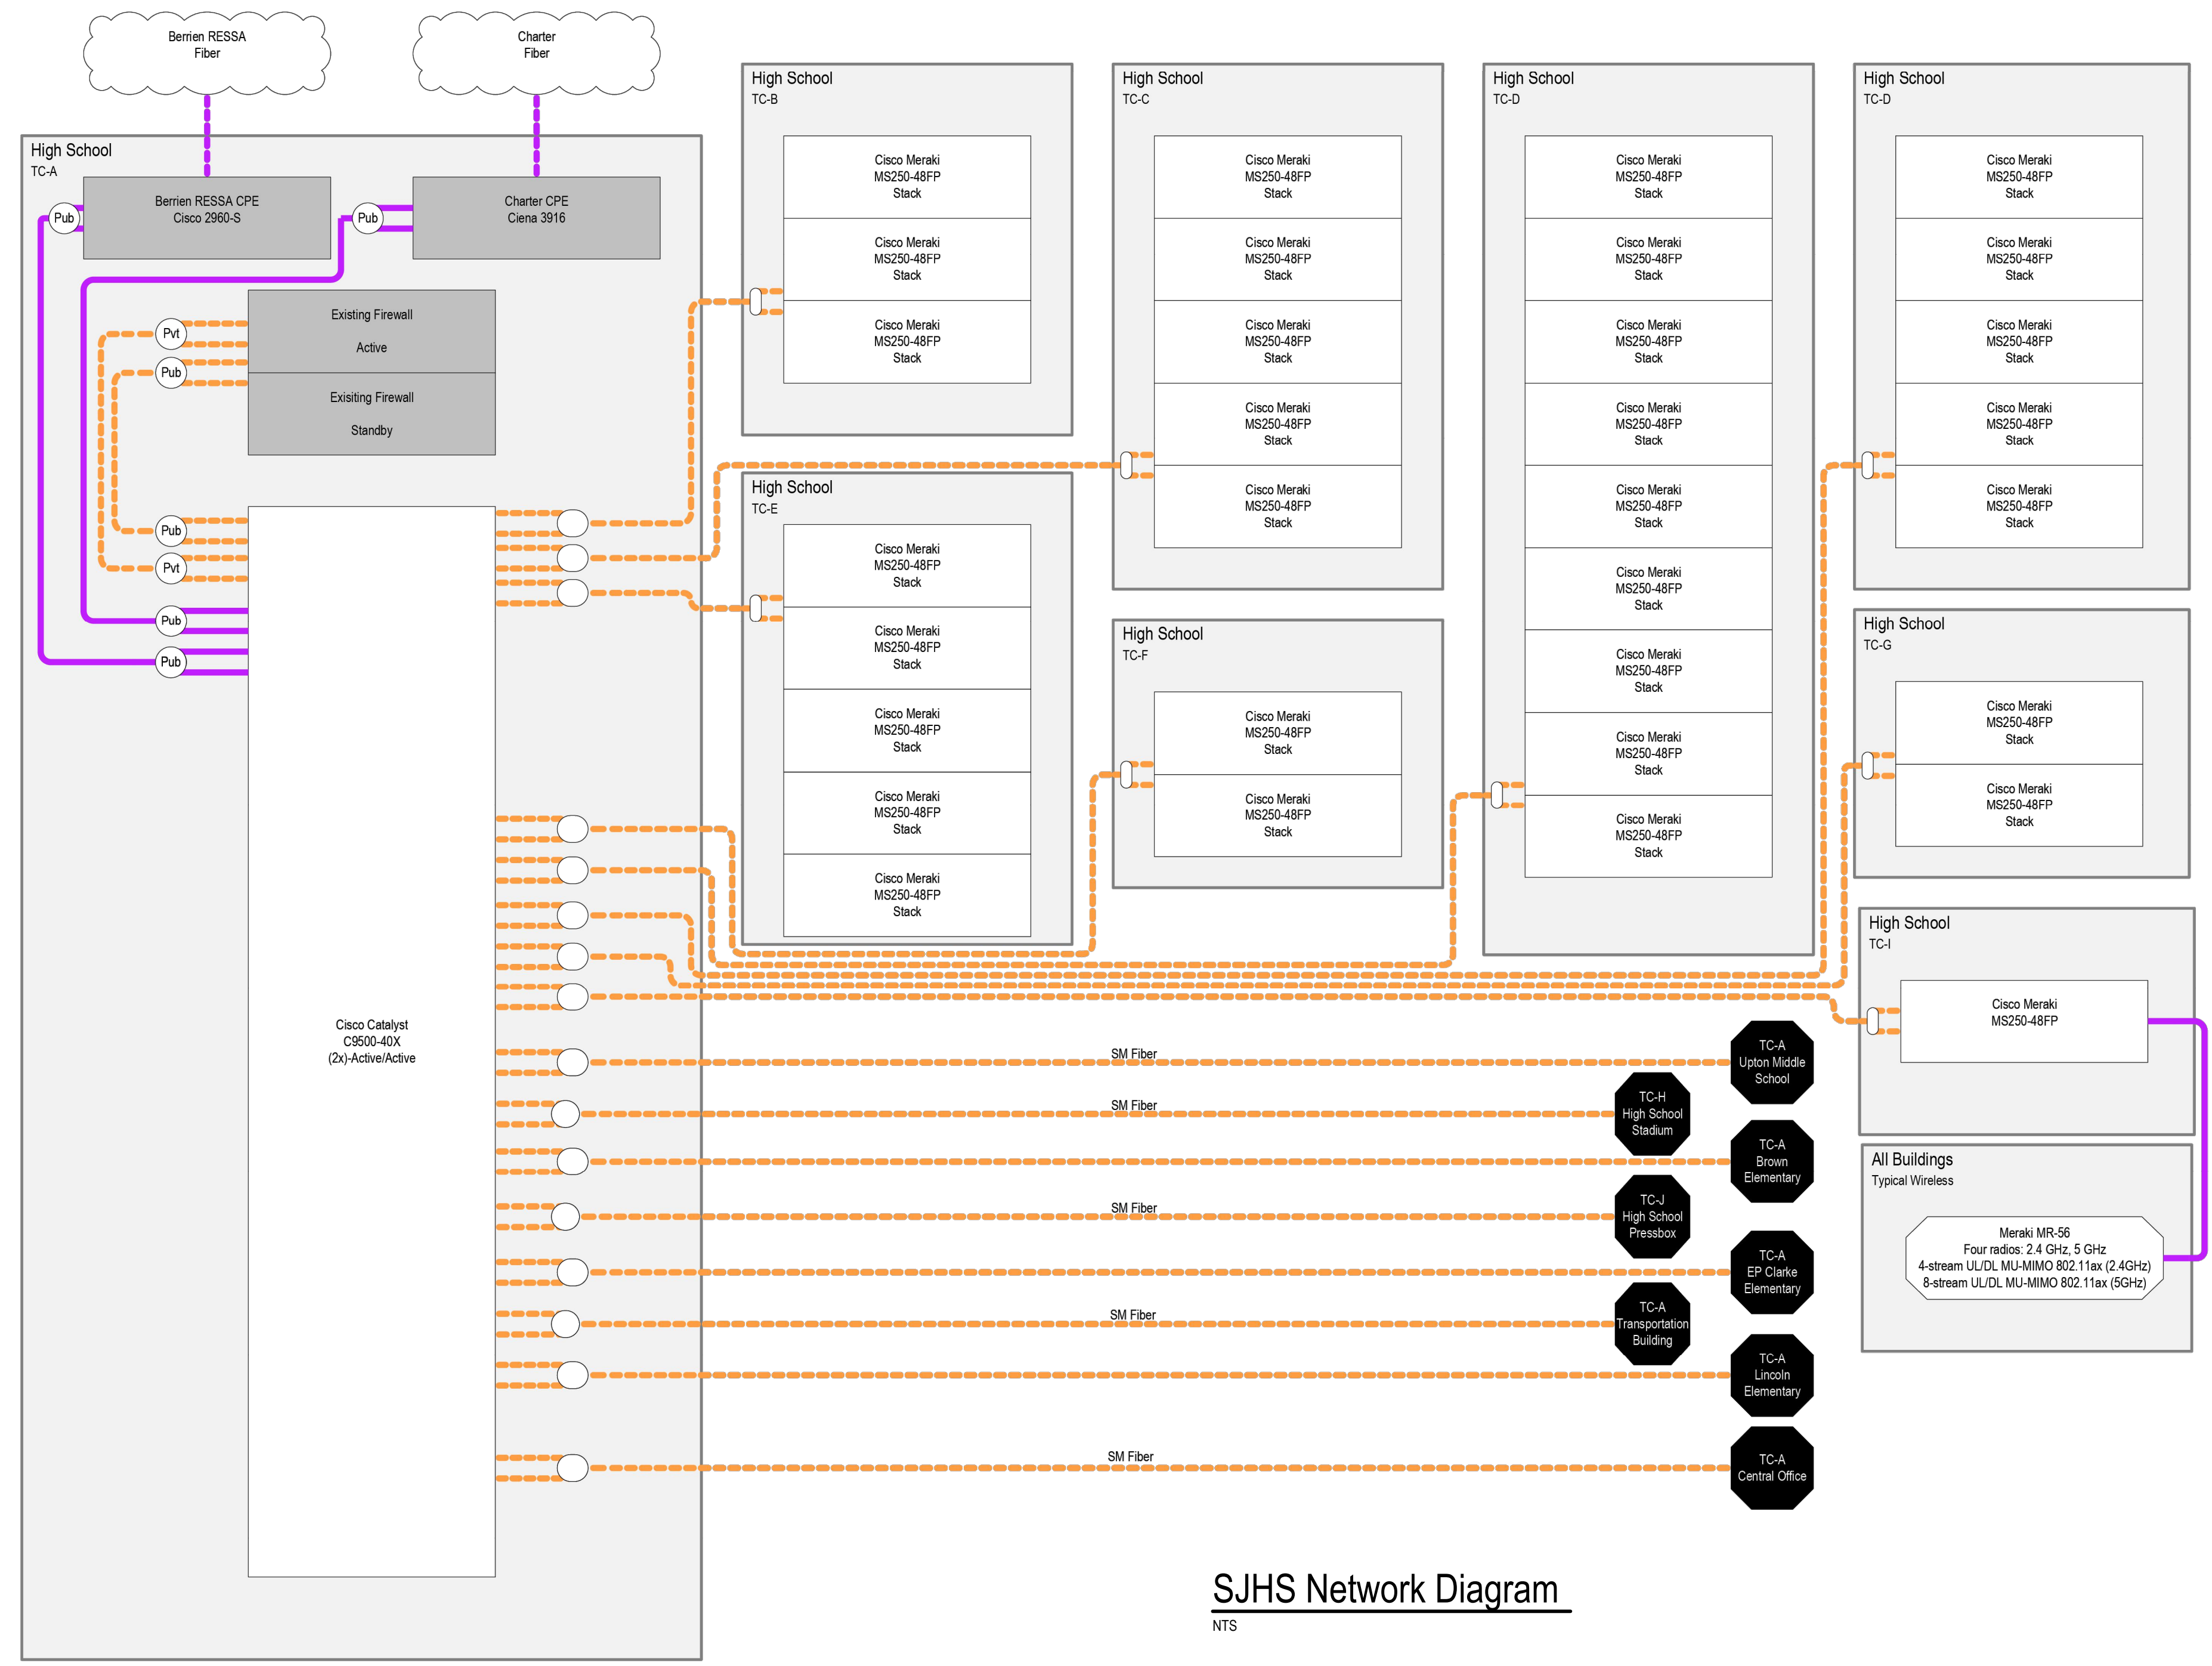 Berrien RESSA
Fiber
Charter
Fiber
High School
TC-A
Berrien RESSA CPE
Cisco 2960-S
Pub
Charter CPE
Ciena 3916
Pub
Existing Firewall
Active
Exisiting Firewall
Standby
Pvt
Pub
Pub
Pvt
Pub
Pub
Cisco Catalyst
C9500-40X
(2x)-Active/Active
High School
TC-B
Cisco Meraki
MS250-48FP
Stack
Cisco Meraki
MS250-48FP
Stack
Cisco Meraki
MS250-48FP
Stack
High School
TC-C
Cisco Meraki
MS250-48FP
Stack
Cisco Meraki
MS250-48FP
Stack
Cisco Meraki
MS250-48FP
Stack
Cisco Meraki
MS250-48FP
Stack
Cisco Meraki
MS250-48FP
Stack
High School
TC-D
Cisco Meraki
MS250-48FP
Stack
Cisco Meraki
MS250-48FP
Stack
Cisco Meraki
MS250-48FP
Stack
Cisco Meraki
MS250-48FP
Stack
Cisco Meraki
MS250-48FP
Stack
Cisco Meraki
MS250-48FP
Stack
Cisco Meraki
MS250-48FP
Stack
Cisco Meraki
MS250-48FP
Stack
Cisco Meraki
MS250-48FP
Stack
High School
TC-D
Cisco Meraki
MS250-48FP
Stack
Cisco Meraki
MS250-48FP
Stack
Cisco Meraki
MS250-48FP
Stack
Cisco Meraki
MS250-48FP
Stack
Cisco Meraki
MS250-48FP
Stack
High School
TC-E
Cisco Meraki
MS250-48FP
Stack
Cisco Meraki
MS250-48FP
Stack
Cisco Meraki
MS250-48FP
Stack
Cisco Meraki
MS250-48FP
Stack
Cisco Meraki
MS250-48FP
Stack
High School
TC-F
Cisco Meraki
MS250-48FP
Stack
Cisco Meraki
MS250-48FP
Stack
High School
TC-G
Cisco Meraki
MS250-48FP
Stack
Cisco Meraki
MS250-48FP
Stack
High School
TC-I
Cisco Meraki
MS250-48FP
All Buildings
Typical Wireless
Meraki MR-56
Four radios: 2.4 GHz, 5 GHz
4-stream UL/DL MU-MIMO 802.11ax (2.4GHz)
8-stream UL/DL MU-MIMO 802.11ax (5GHz)
SM Fiber
TC-A
Upton Middle
School
SM Fiber
TC-H
High School
Stadium
TC-A
Brown
Elementary
SM Fiber
TC-J
High School
Pressbox
TC-A
EP Clarke
Elementary
SM Fiber
TC-A
Transportation
Building
TC-A
Lincoln
Elementary
SM Fiber
TC-A
Central Office
SJHS Network Diagram
NTS